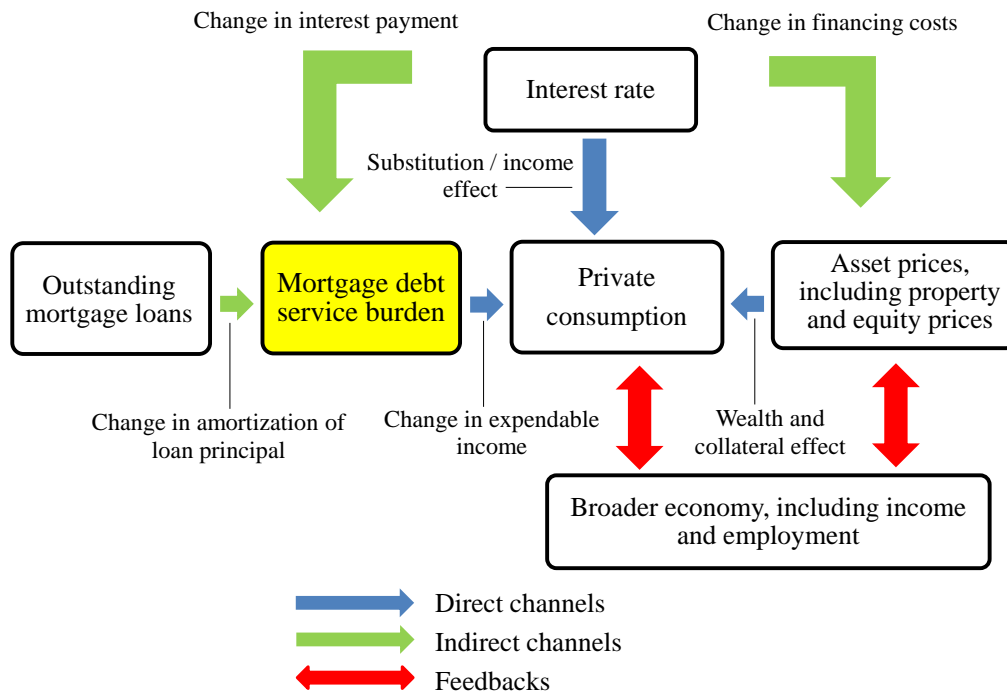 Change in interest payment
Change in financing costs
Interest rate
Substitution / income
effect
Outstanding
mortgage loans
Mortgage debt
service burden
Private
consumption
Asset prices,
including property
and equity prices
Change in amortization of
loan principal
Change in expendable
income
Wealth and
collateral effect
Broader economy, including income
and employment
Direct channels
Indirect channels
Feedbacks